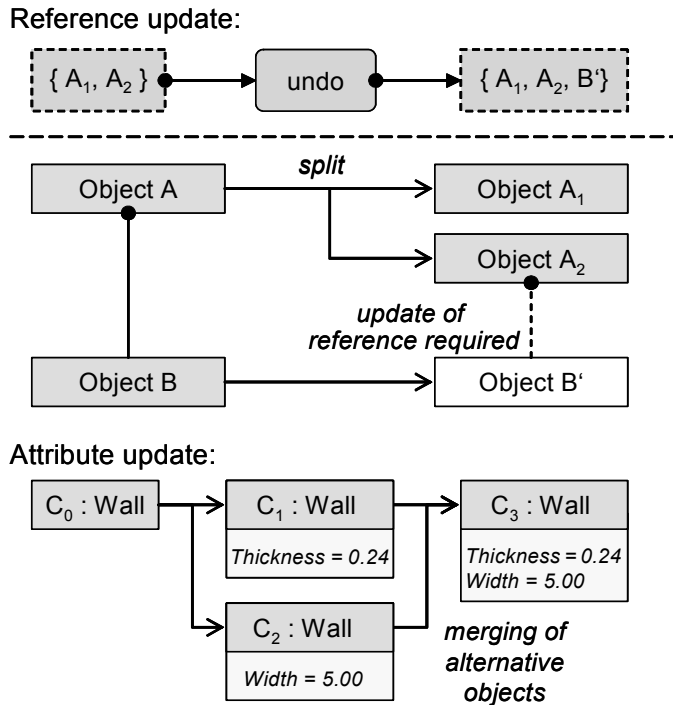 Reference update:
{ A₁, A₂ }
undo
{ A₁, A₂, B‘}
split
Object A
Object A₁
Object A₂
update of
reference required
Object B
Object B‘
Attribute update:
C₀ : Wall
C₁ : Wall
C₃ : Wall
Thickness = 0.24
Thickness = 0.24
Width = 5.00
C₂ : Wall
Width = 5.00
merging of
alternative
objects